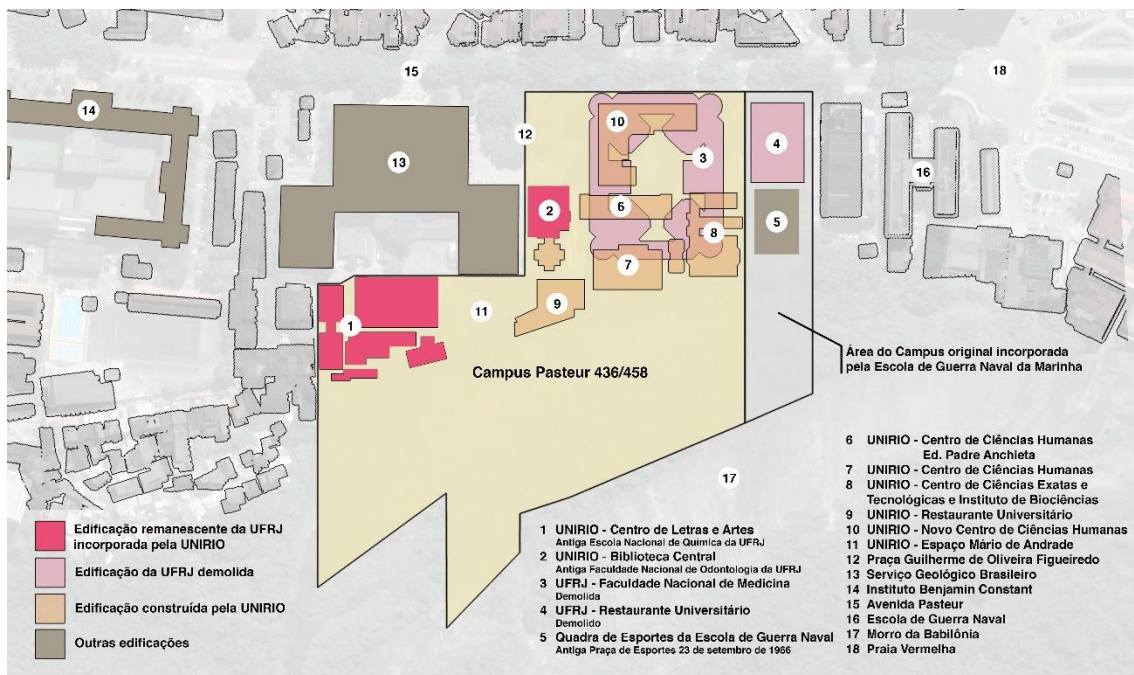 15
18
14
12
10
13
3
4
2
6
16
5
8
7
1
11
9
Área do Campus original incorporada
pela Escola de Guerra Naval da Marinha
Campus Pasteur 436/458
17
Edificação remanescente da UFRJ
incorporada pela UNIRIO
Edificação da UFRJ demolida
Edificação construída pela UNIRIO
Outras edificações
1 UNIRIO - Centro de Letras e Artes
Antiga Escola Nacional de Química da UFRJ
2 UNIRIO - Biblioteca Central
Antiga Faculdade Nacional de Odontologia da UFRJ
3 UFRJ - Faculdade Nacional de Medicina
Demolida
4 UFRJ - Restaurante Universitário
Demolido
5 Quadra de Esportes da Escola de Guerra Naval
Antiga Praça de Esportes 23 de setembro de 1966
6 UNIRIO - Centro de Ciências Humanas
Ed. Padre Anchieta
7 UNIRIO - Centro de Ciências Humanas
8 UNIRIO - Centro de Ciências Exatas e
Tecnológicas e Instituto de Biociências
9 UNIRIO - Restaurante Universitário
10 UNIRIO - Novo Centro de Ciências Humanas
11 UNIRIO - Espaço Mário de Andrade
12 Praça Guilherme de Oliveira Figueiredo
13 Serviço Geológico Brasileiro
14 Instituto Benjamin Constant
15 Avenida Pasteur
16 Escola de Guerra Naval
17 Morro da Babilônia
18 Praia Vermelha